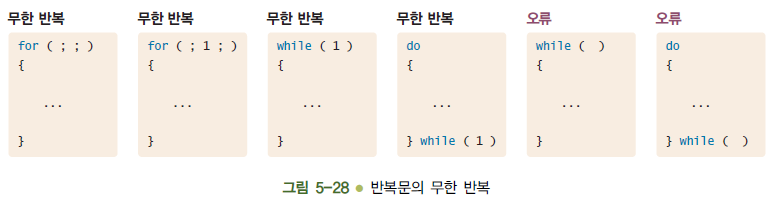 무한 반복
for ( ; ; )
{
...
}
무한 반복
for ( ; 1 ; )
{
...
}
무한 반복
while ( 1 )
{
...
}
무한 반복
do
{
...
} while ( 1 )
오류
while (  )
{
...
}
오류
do
{
...
} while (  )
그림 5-28 ● 반복문의 무한 반복